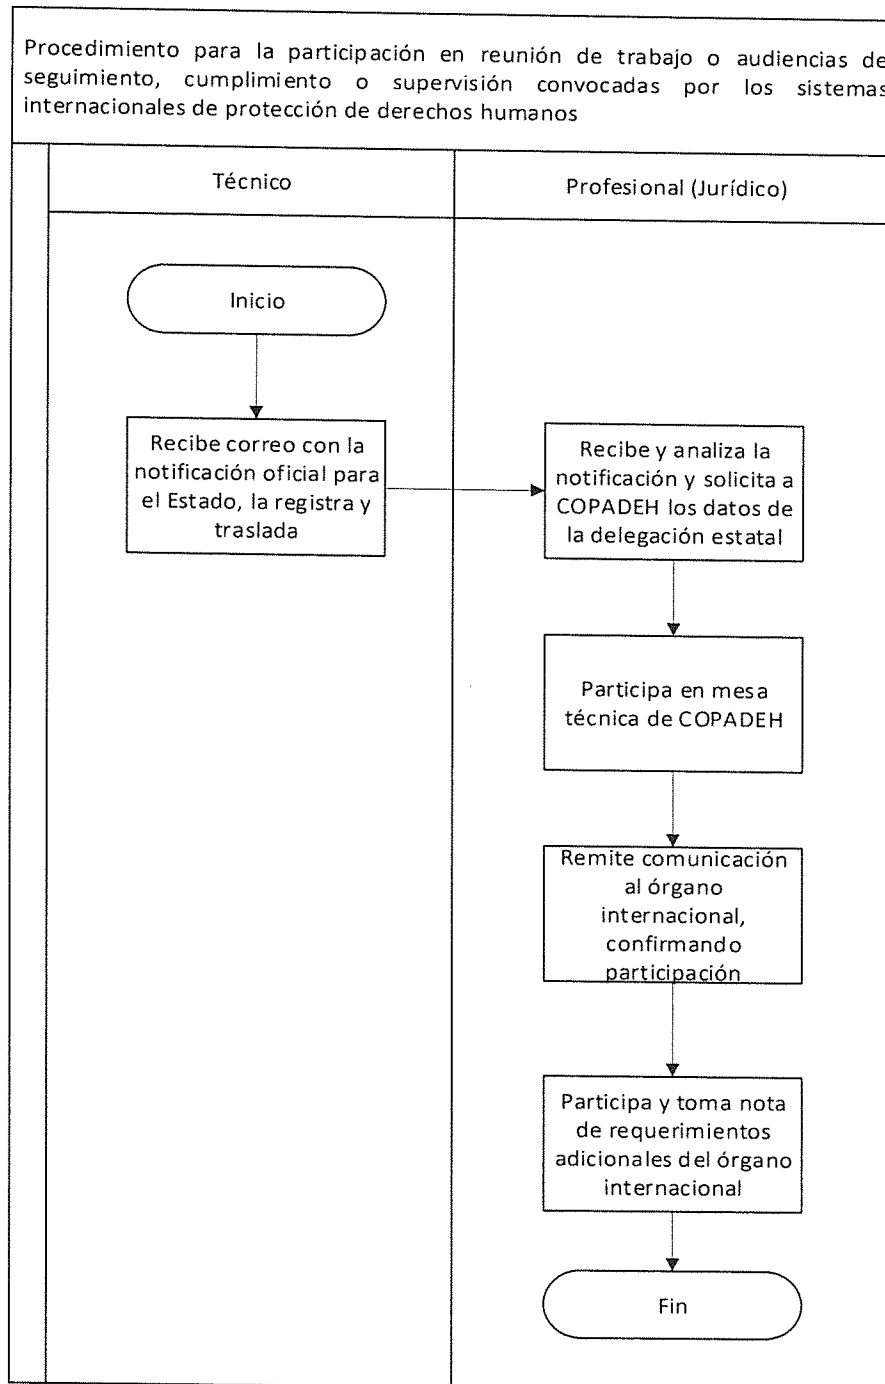 Procedimiento para la participación en reunión de trabajo o audiencias de
seguimiento, cumplimiento o supervisión convocadas por los sistemas
internacionales de protección de derechos humanos
Técnico
Profesional (Jurídico)
Inicio
Recibe correo con la
notificación oficial para
el Estado, la registra y
traslada
Recibe y analiza la
notificación y solicita a
COPADEH los datos de
la delegación estatal
Participa en mesa
técnica de COPADEH
Remite comunicación
al órgano
internacional,
confirmando
participación
Participa y toma nota
de requerimientos
adicionales del órgano
internacional
Fin